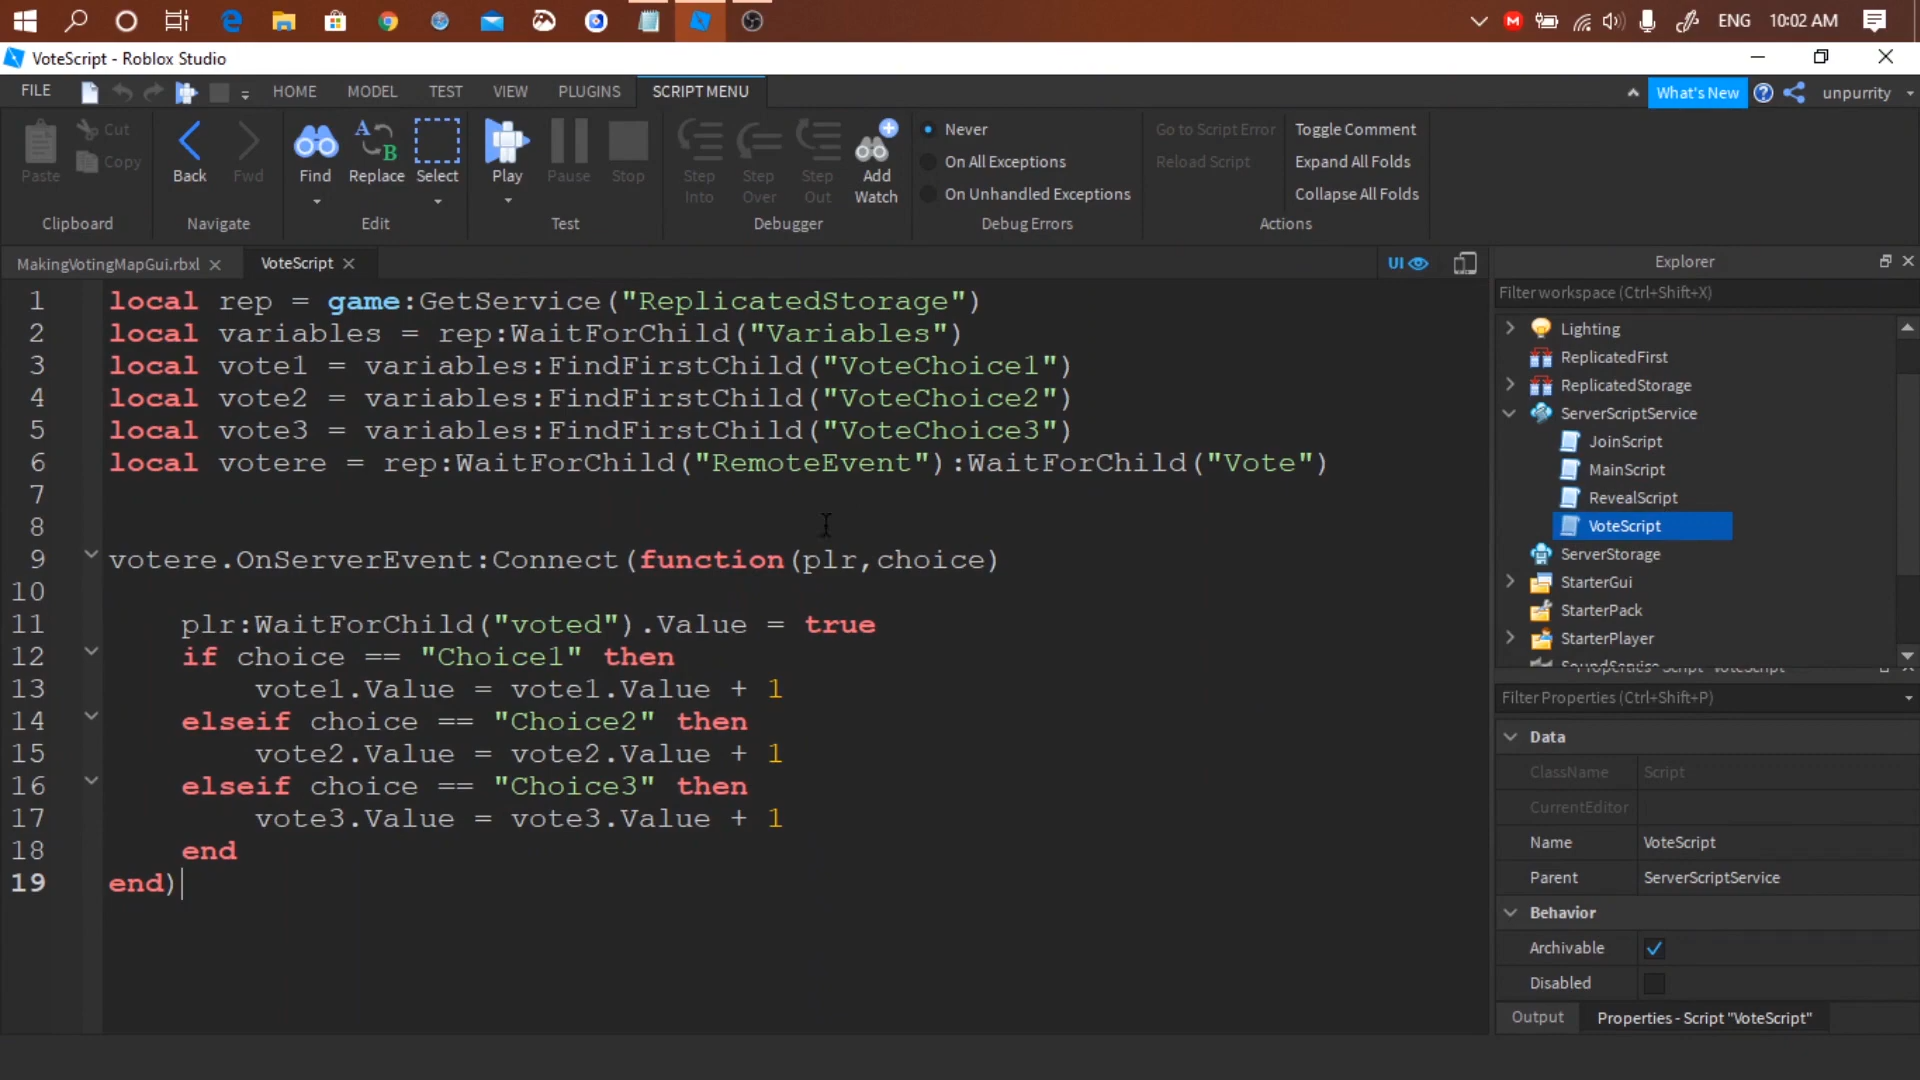 ENG 10:02 AM
VoteScript - Roblox Studio
FILE HOME MODEL TEST VIEW PLUGINS SCRIPT MENU What's New unpurrity
Paste Cut Copy
Clipboard
Back Fwd
Navigate
Find Replace Select
Edit
Play Pause Stop
Test
Step Into Step Over Step Out Add Watch
Debugger
Never
On All Exceptions
On Unhandled Exceptions
Debug Errors
Go to Script Error
Reload Script
Toggle Comment
Expand All Folds
Collapse All Folds
Actions
MakingVotingMapGui.rbxl VoteScript UI
1 local rep = game:GetService("ReplicatedStorage")
2 local variables = rep:WaitForChild("Variables")
3 local vote1 = variables:FindFirstChild("VoteChoice1")
4 local vote2 = variables:FindFirstChild("VoteChoice2")
5 local vote3 = variables:FindFirstChild("VoteChoice3")
6 local votere = rep:WaitForChild("RemoteEvent"):WaitForChild("Vote")
7
8
9 votere.OnServerEvent:Connect(function(plr,choice)
10
11 plr:WaitForChild("voted").Value = true
12 if choice == "Choice1" then
13 vote1.Value = vote1.Value + 1
14 elseif choice == "Choice2" then
15 vote2.Value = vote2.Value + 1
16 elseif choice == "Choice3" then
17 vote3.Value = vote3.Value + 1
18 end
19 end)
Explorer
Filter workspace (Ctrl+Shift+X)
Lighting
ReplicatedFirst
ReplicatedStorage
ServerScriptService
JoinScript
MainScript
RevealScript
VoteScript
ServerStorage
StarterGui
StarterPack
StarterPlayer
SoundService
Properties - Script "VoteScript"
Filter Properties (Ctrl+Shift+P)
Data
ClassName Script
CurrentEditor
Name VoteScript
Parent ServerScriptService
Behavior
Archivable
Disabled
Output Properties - Script "VoteScript"